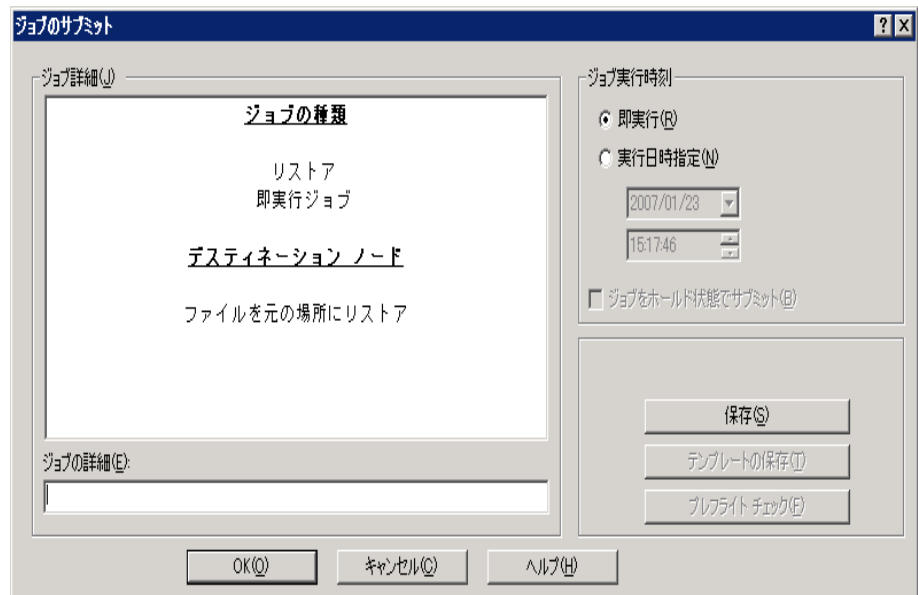 ジョブのサブミット
ジョブ詳細(J)
ジョブの種類
リストア
即実行ジョブ
デスティネーション ノード
ファイルを元の場所にリストア
ジョブの詳細(E):
ジョブ実行時刻
即実行(R)
実行日時指定(N)
2007/01/23
15:17:46
ジョブをホールド状態でサブミット(B)
保存(S)
テンプレートの保存(T)
プレフライト チェック(F)
OK(O)
キャンセル(C)
ヘルプ(H)